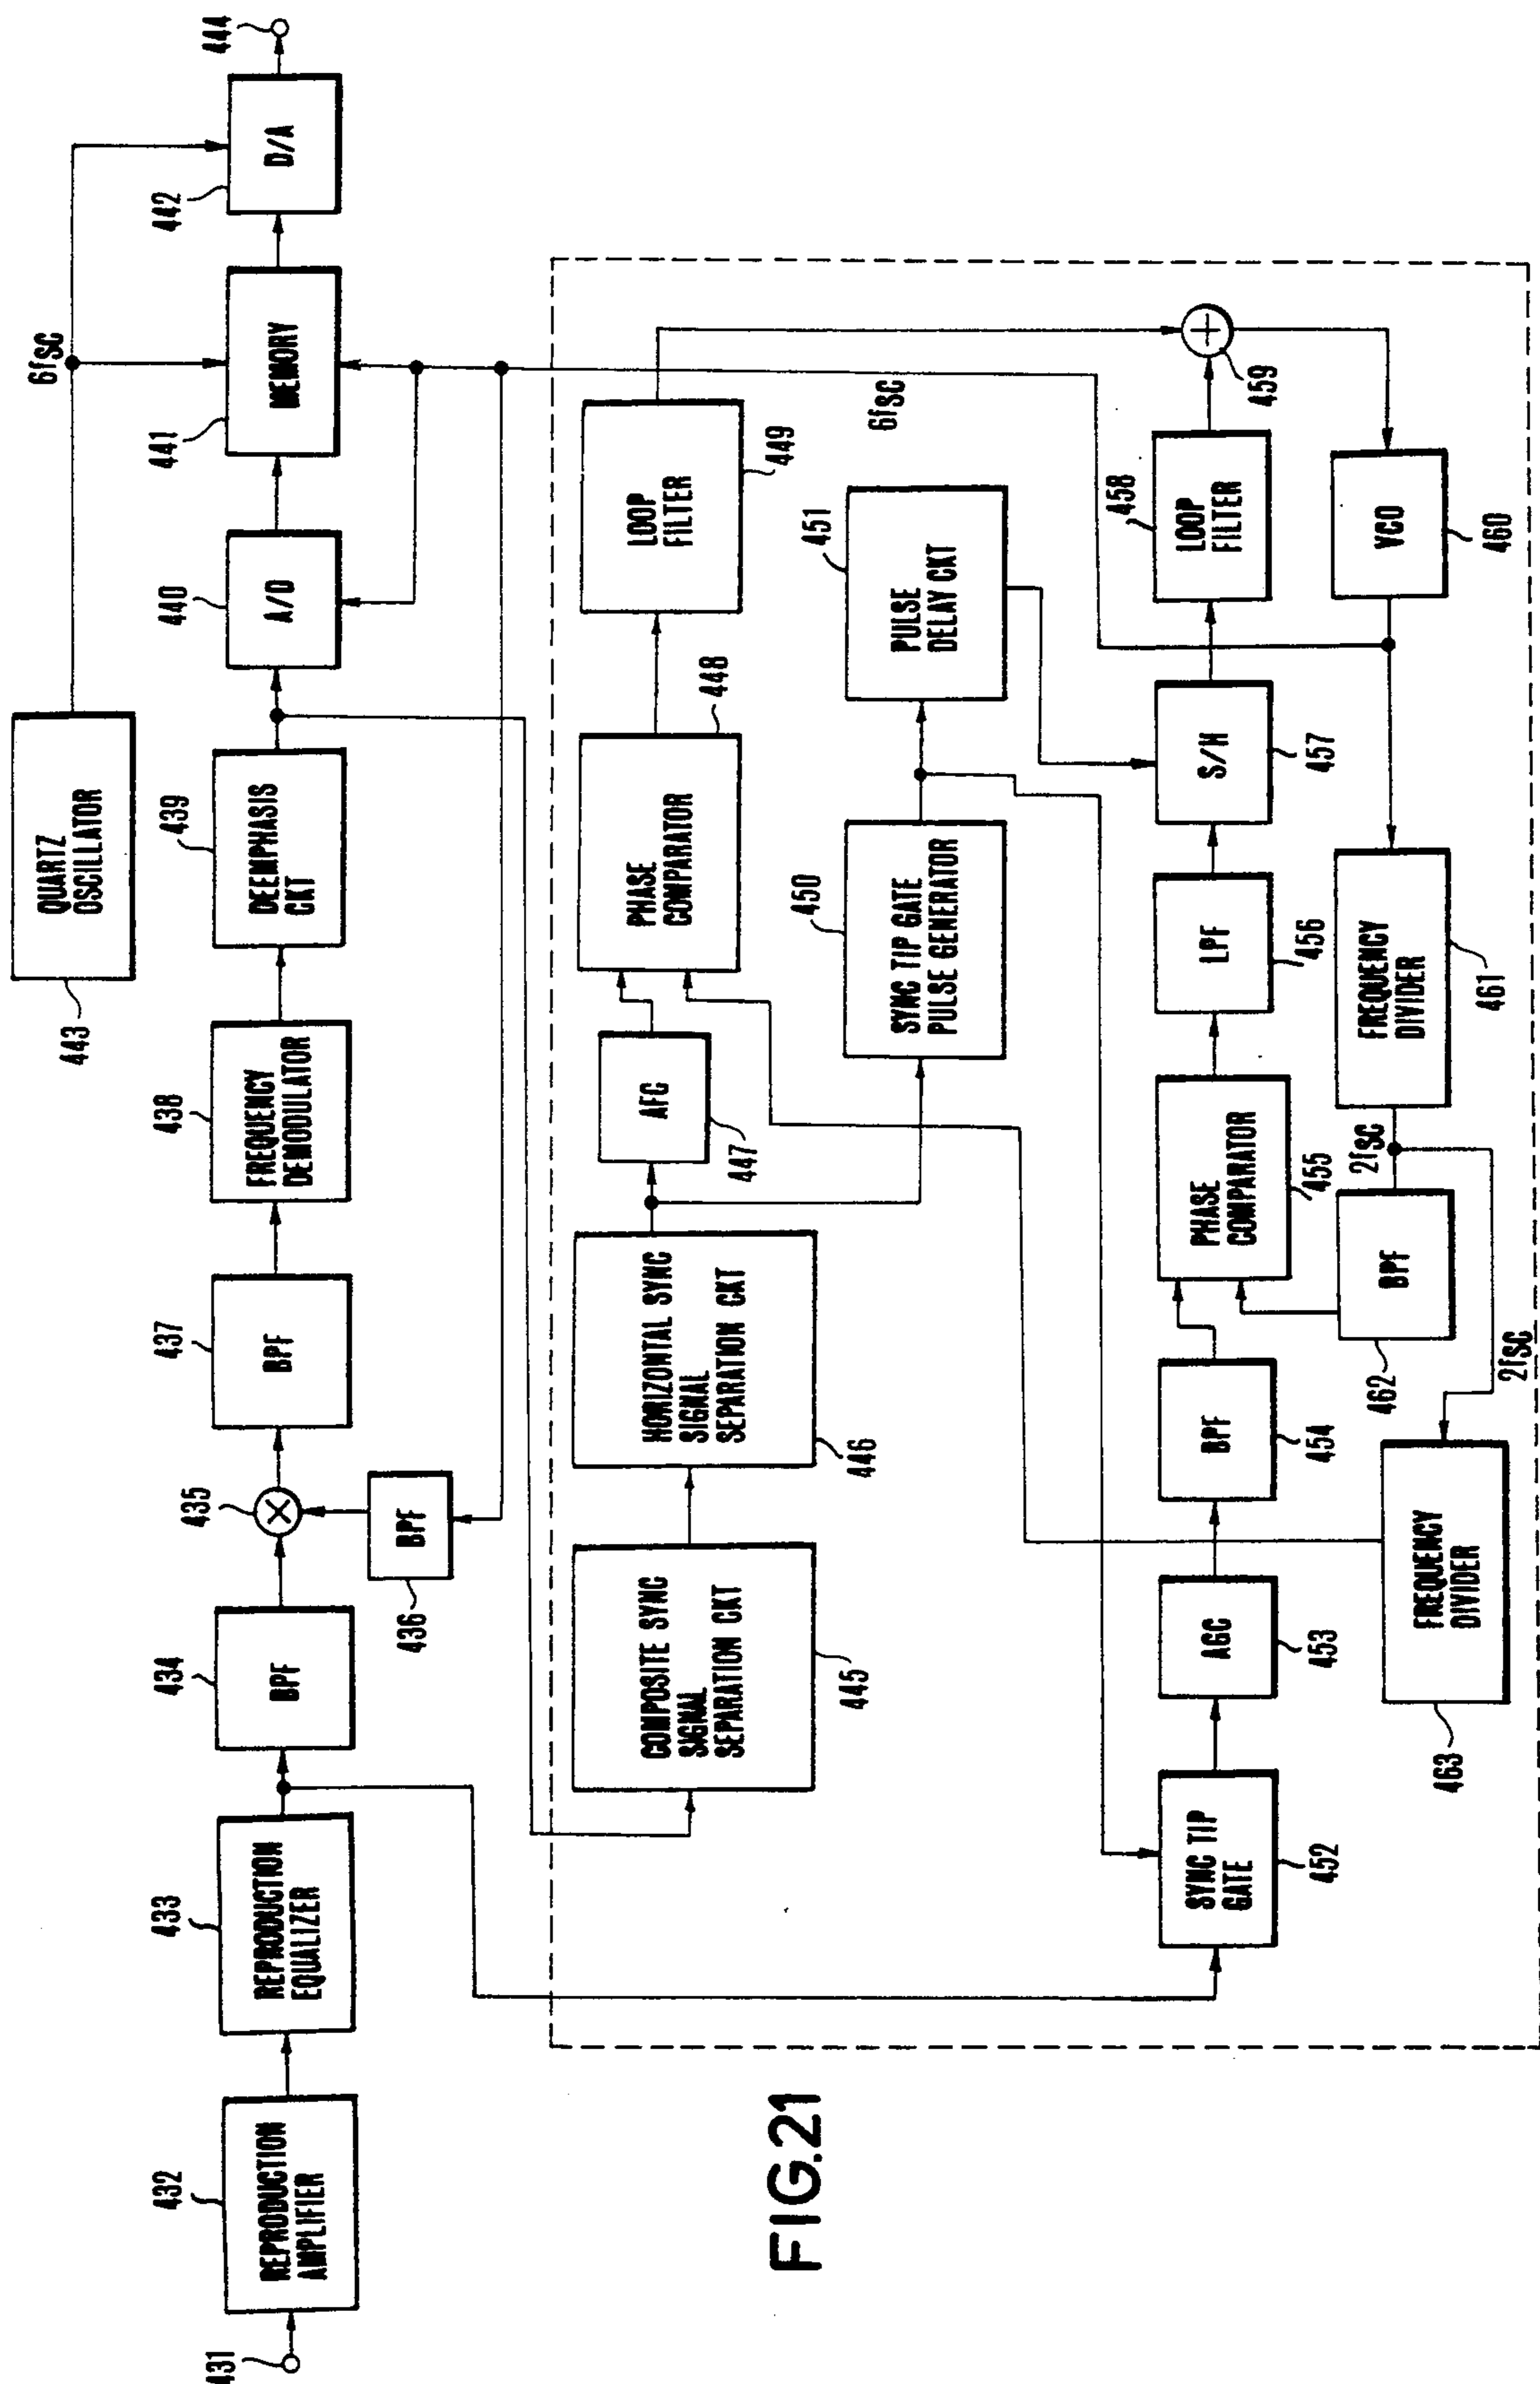 431
432
REPRODUCTION
AMPLIFIER
433
REPRODUCTION
EQUALIZER
434
BPF
435
436
BPF
437
BPF
438
FREQUENCY
DEMODULATOR
439
DEEMPHASIS
CKT
443
QUARTZ
OSCILLATOR
440
A/D
441
MEMORY
6fSC
442
D/A
444
445
COMPOSITE SYNC
SIGNAL
SEPARATION CKT
446
HORIZONTAL SYNC
SIGNAL
SEPARATION CKT
447
AFC
448
PHASE
COMPARATOR
449
LOOP
FILTER
450
SYNC TIP GATE
PULSE GENERATOR
451
PULSE
DELAY CKT
6fSC
452
SYNC TIP
GATE
453
AGC
454
BPF
455
PHASE
COMPARATOR
456
LPF
457
S/H
458
LOOP
FILTER
459
460
VCO
461
FREQUENCY
DIVIDER
2fSC
462
BPF
2fSC
463
FREQUENCY
DIVIDER
FIG.21